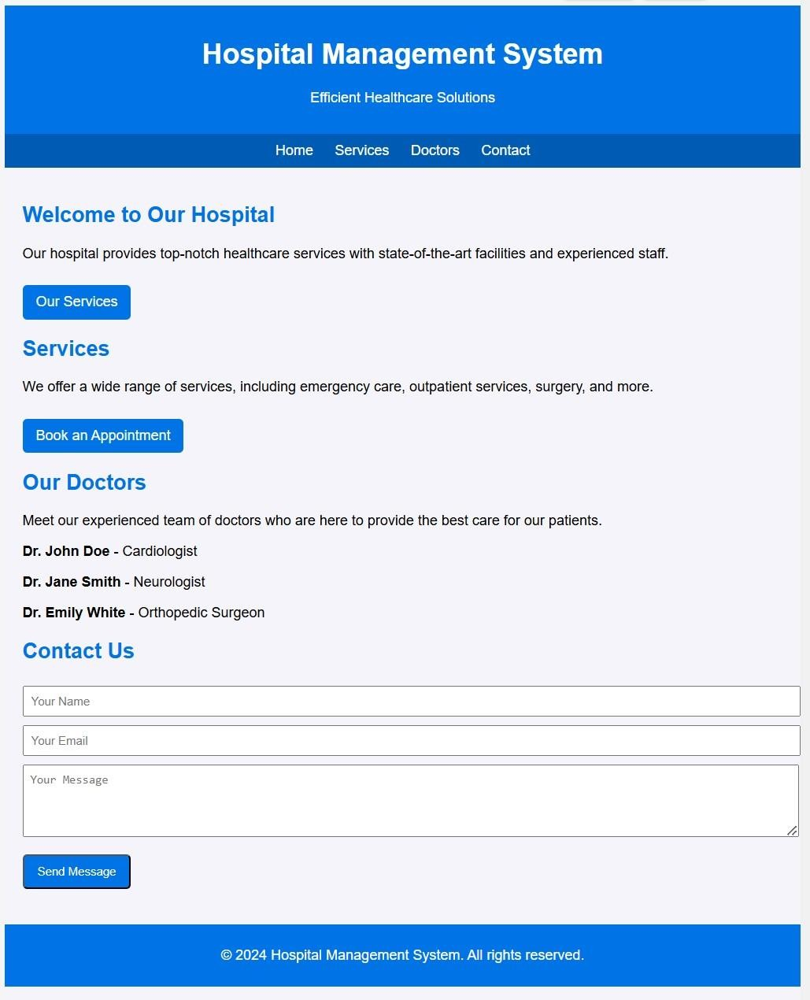 Hospital Management System
Efficient Healthcare Solutions
Home Services Doctors Contact
Welcome to Our Hospital
Our hospital provides top-notch healthcare services with state-of-the-art facilities and experienced staff.
Our Services
Services
We offer a wide range of services, including emergency care, outpatient services, surgery, and more.
Book an Appointment
Our Doctors
Meet our experienced team of doctors who are here to provide the best care for our patients.
Dr. John Doe - Cardiologist
Dr. Jane Smith - Neurologist
Dr. Emily White - Orthopedic Surgeon
Contact Us
Your Name
Your Email
Your Message
Send Message
© 2024 Hospital Management System. All rights reserved.